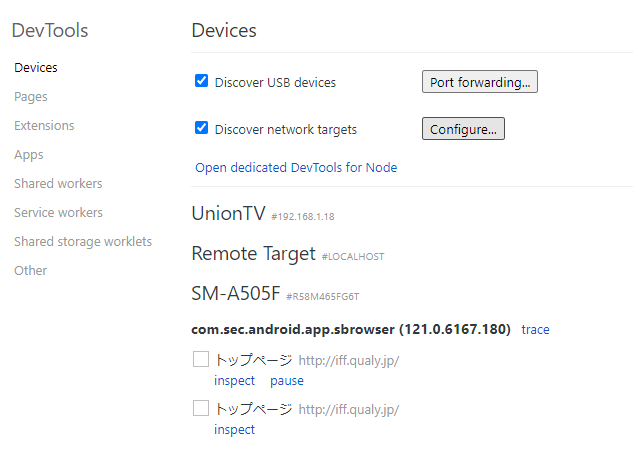 DevTools
Devices
Pages
Extensions
Apps
Shared workers
Service workers
Shared storage worklets
Other
Devices
Discover USB devices
Port forwarding...
Discover network targets
Configure...
Open dedicated DevTools for Node
UnionTV #192.168.1.18
Remote Target #LOCALHOST
SM-A505F #R58M465FG6T
com.sec.android.app.sbrowser (121.0.6167.180) trace
トップページ http://iff.qualy.jp/
inspect pause
トップページ http://iff.qualy.jp/
inspect